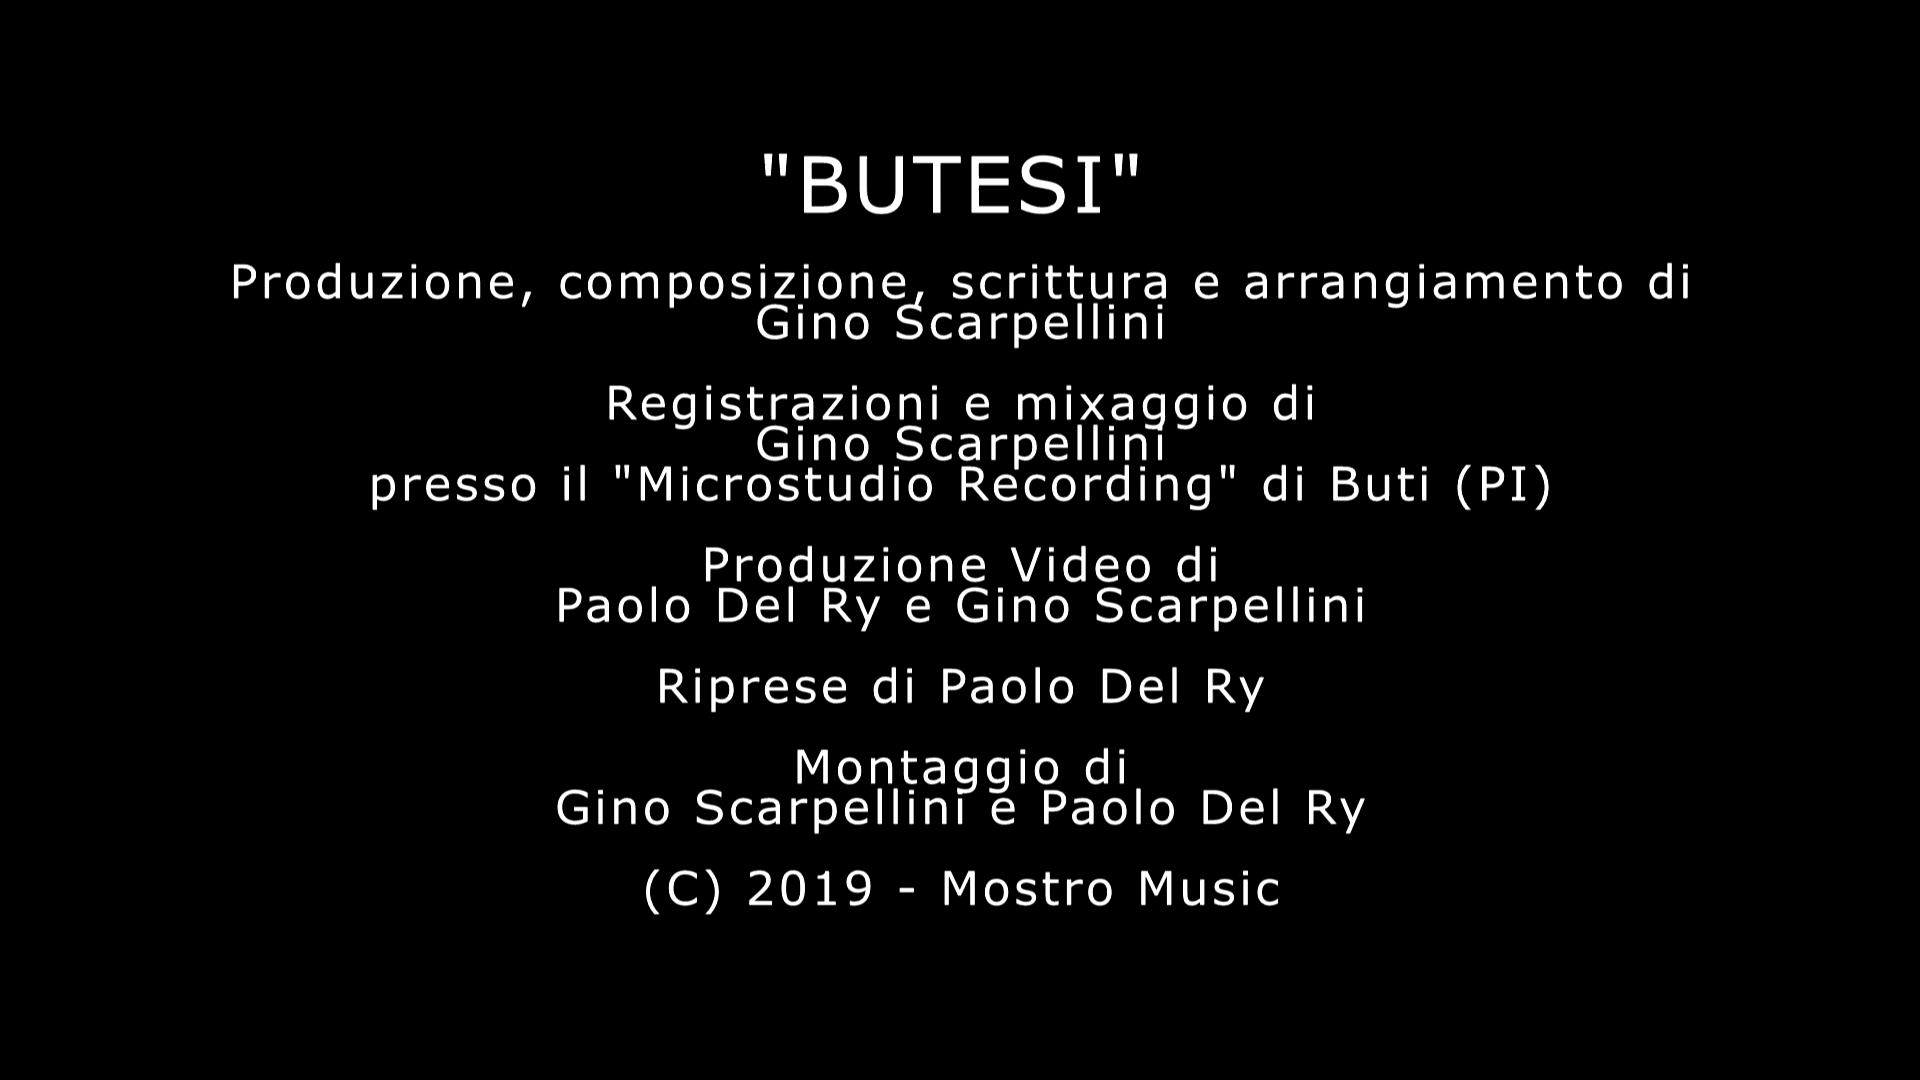 "BUTESI"
Produzione, composizione, scrittura e arrangiamento di
Gino Scarpellini
Registrazioni e mixaggio di
Gino Scarpellini
presso il "Microstudio Recording" di Buti (PI)
Produzione Video di
Paolo Del Ry e Gino Scarpellini
Riprese di Paolo Del Ry
Montaggio di
Gino Scarpellini e Paolo Del Ry
(C) 2019 - Mostro Music